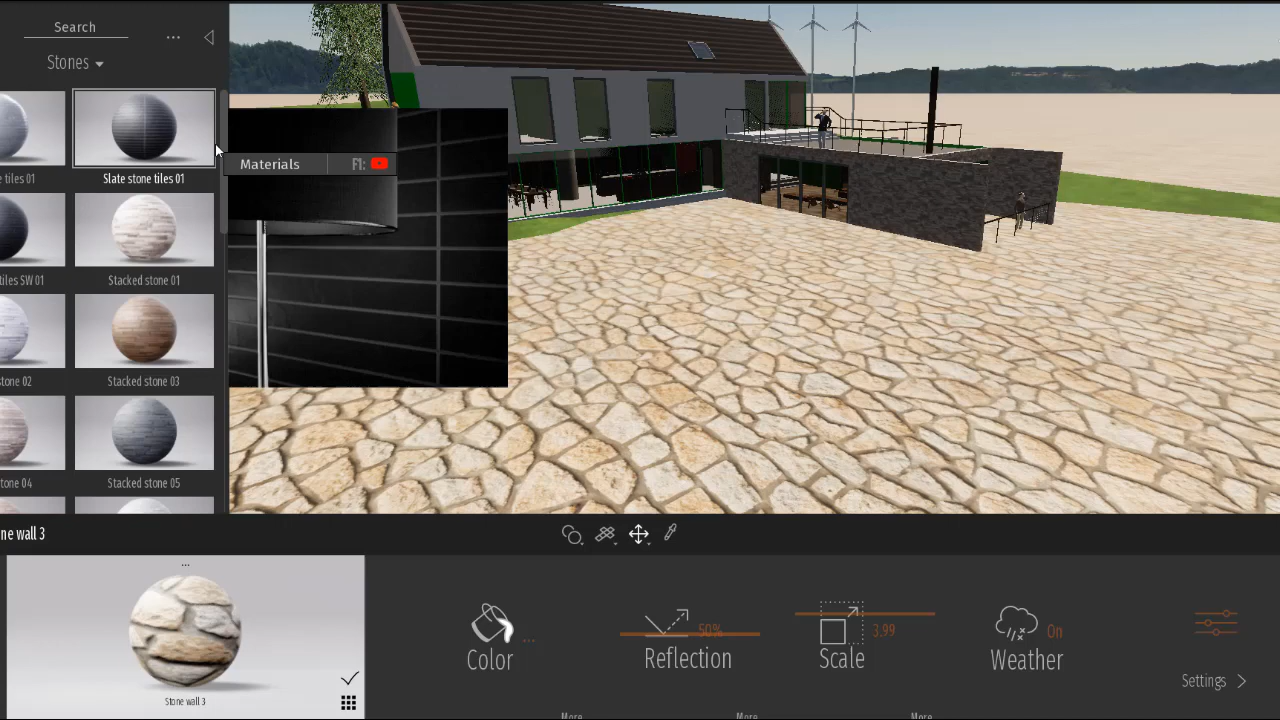 Search
...
Stones
e tiles 01
Slate stone tiles 01
Materials
F1:
tiles SW 01
Stacked stone 01
tone 02
Stacked stone 03
tone 04
Stacked stone 05
ne wall 3
...
Stone wall 3
Color
...
50%
Reflection
3.99
Scale
On
Weather
Settings
More
More
More